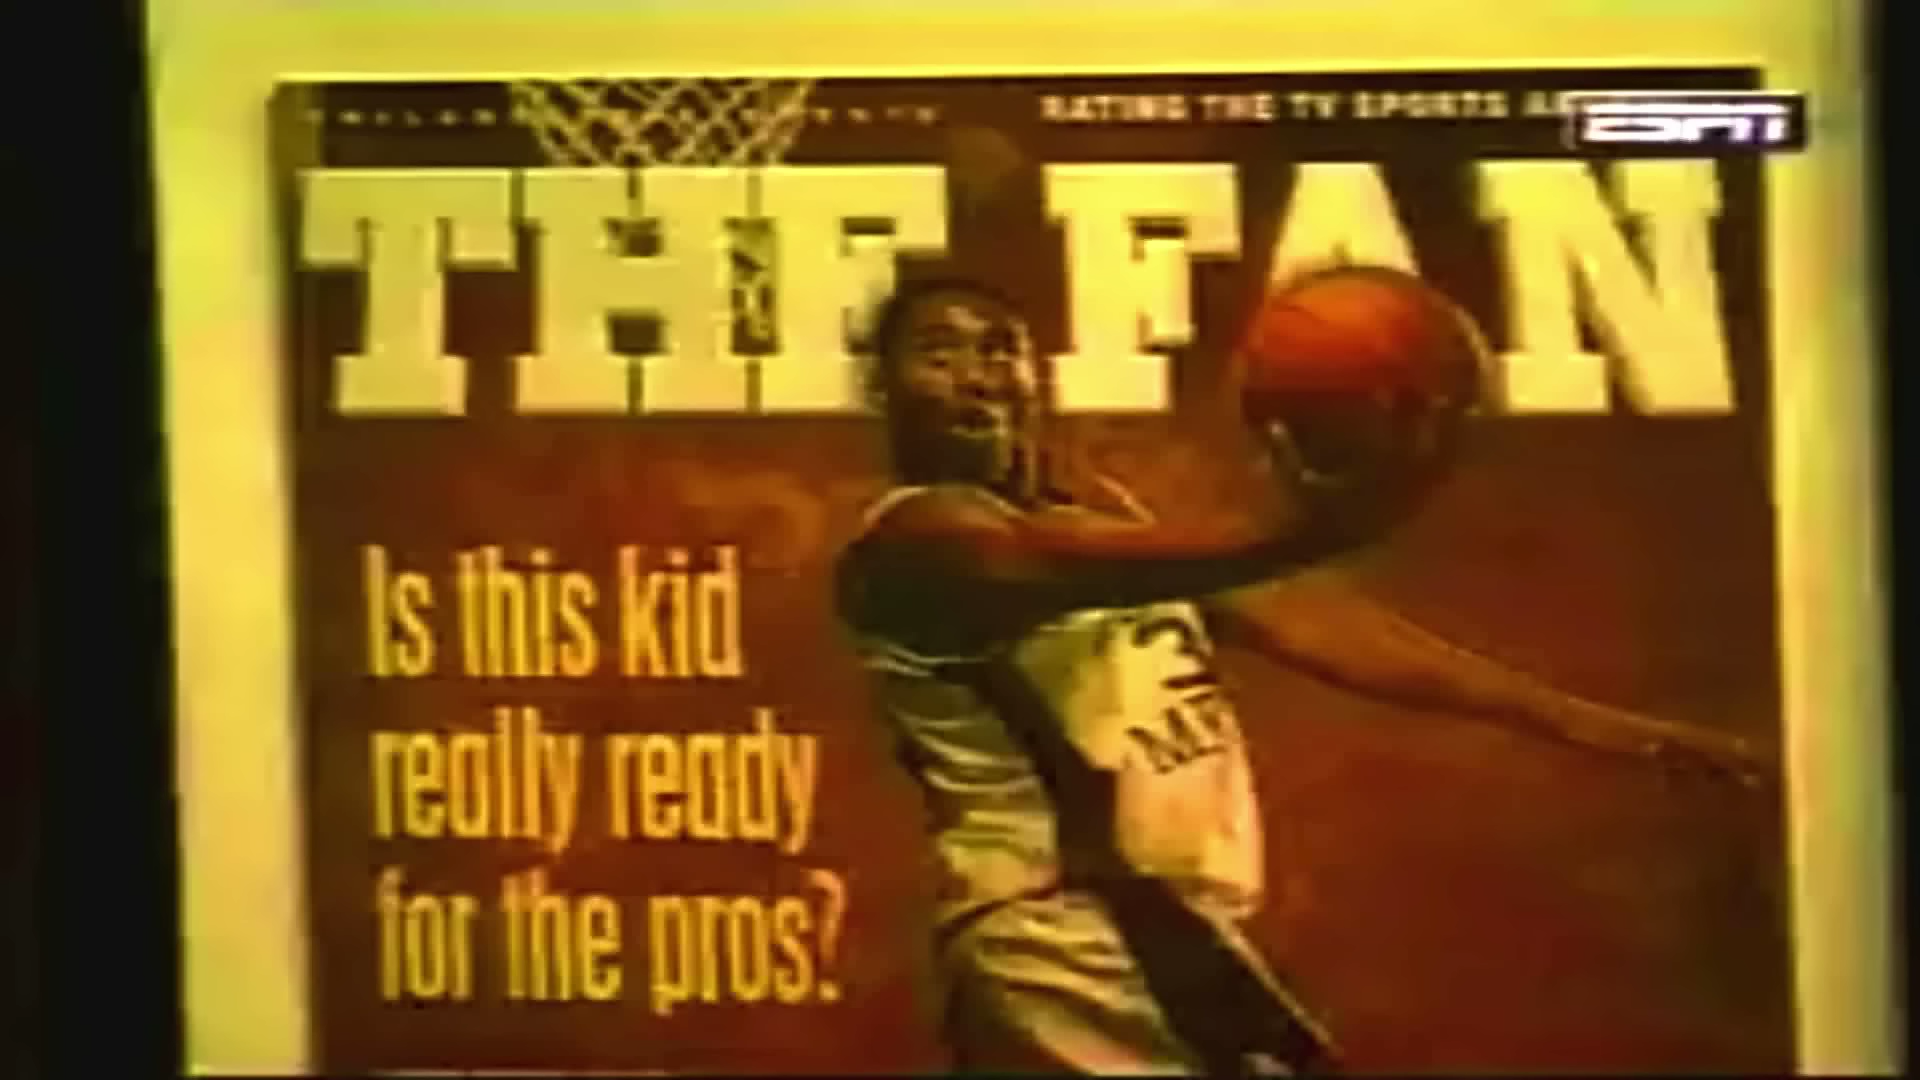 RATING THE TV SPORTS
THE FAN
Is this kid
really ready
for the pros?